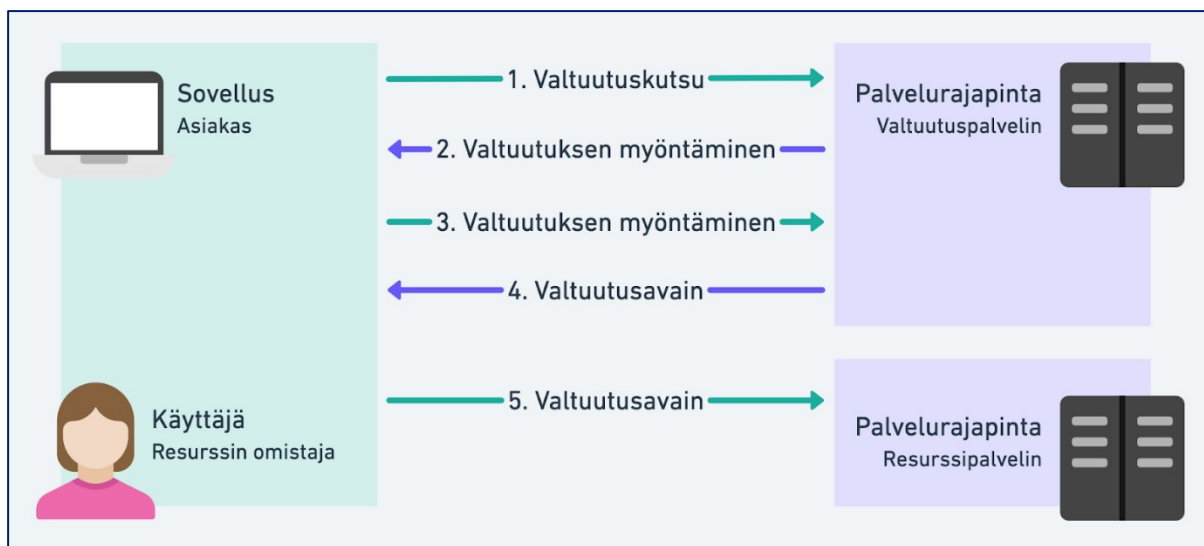 Sovellus
Asiakas
1. Valtuutuskutsu
2. Valtuutuksen myöntäminen
3. Valtuutuksen myöntäminen
4. Valtuutusavain
Palvelurajapinta
Valtuutuspalvelin
Käyttäjä
Resurssin omistaja
5. Valtuutusavain
Palvelurajapinta
Resurssipalvelin